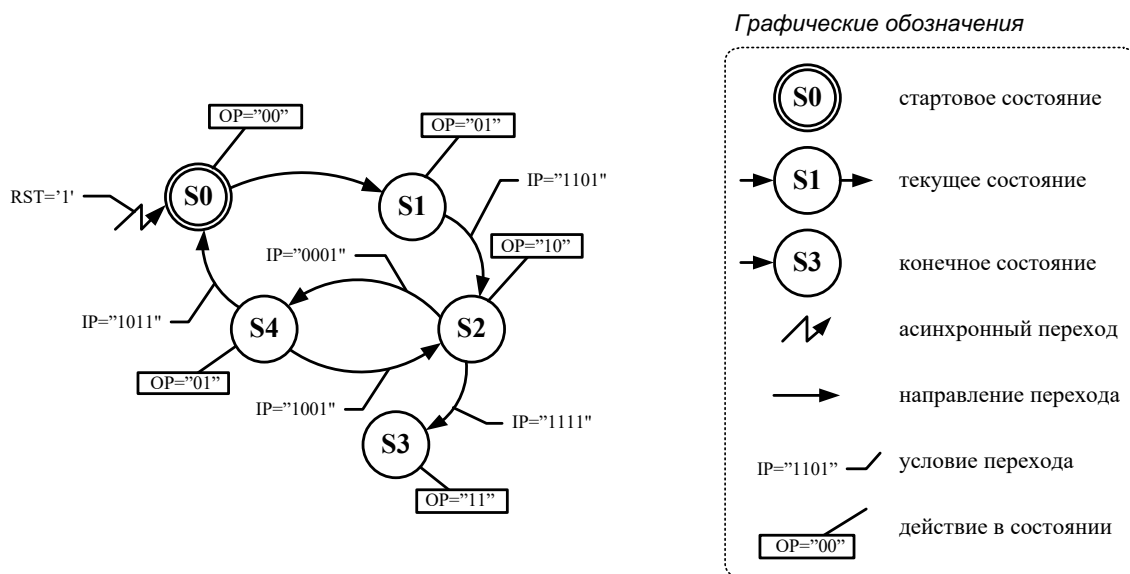 Графические обозначения
OP=”00”
OP=”01”
RST='1'
S0
S1
IP=”1101"
IP=”0001"
OP=”10”
IP=”1011"
S4
S2
OP=”01”
IP=”1001"
IP=”1111"
S3
OP=”11”
S0 стартовое состояние
S1 текущее состояние
S3 конечное состояние
асинхронный переход
направление перехода
IP=”1101” условие перехода
действие в состоянии
OP=”00”